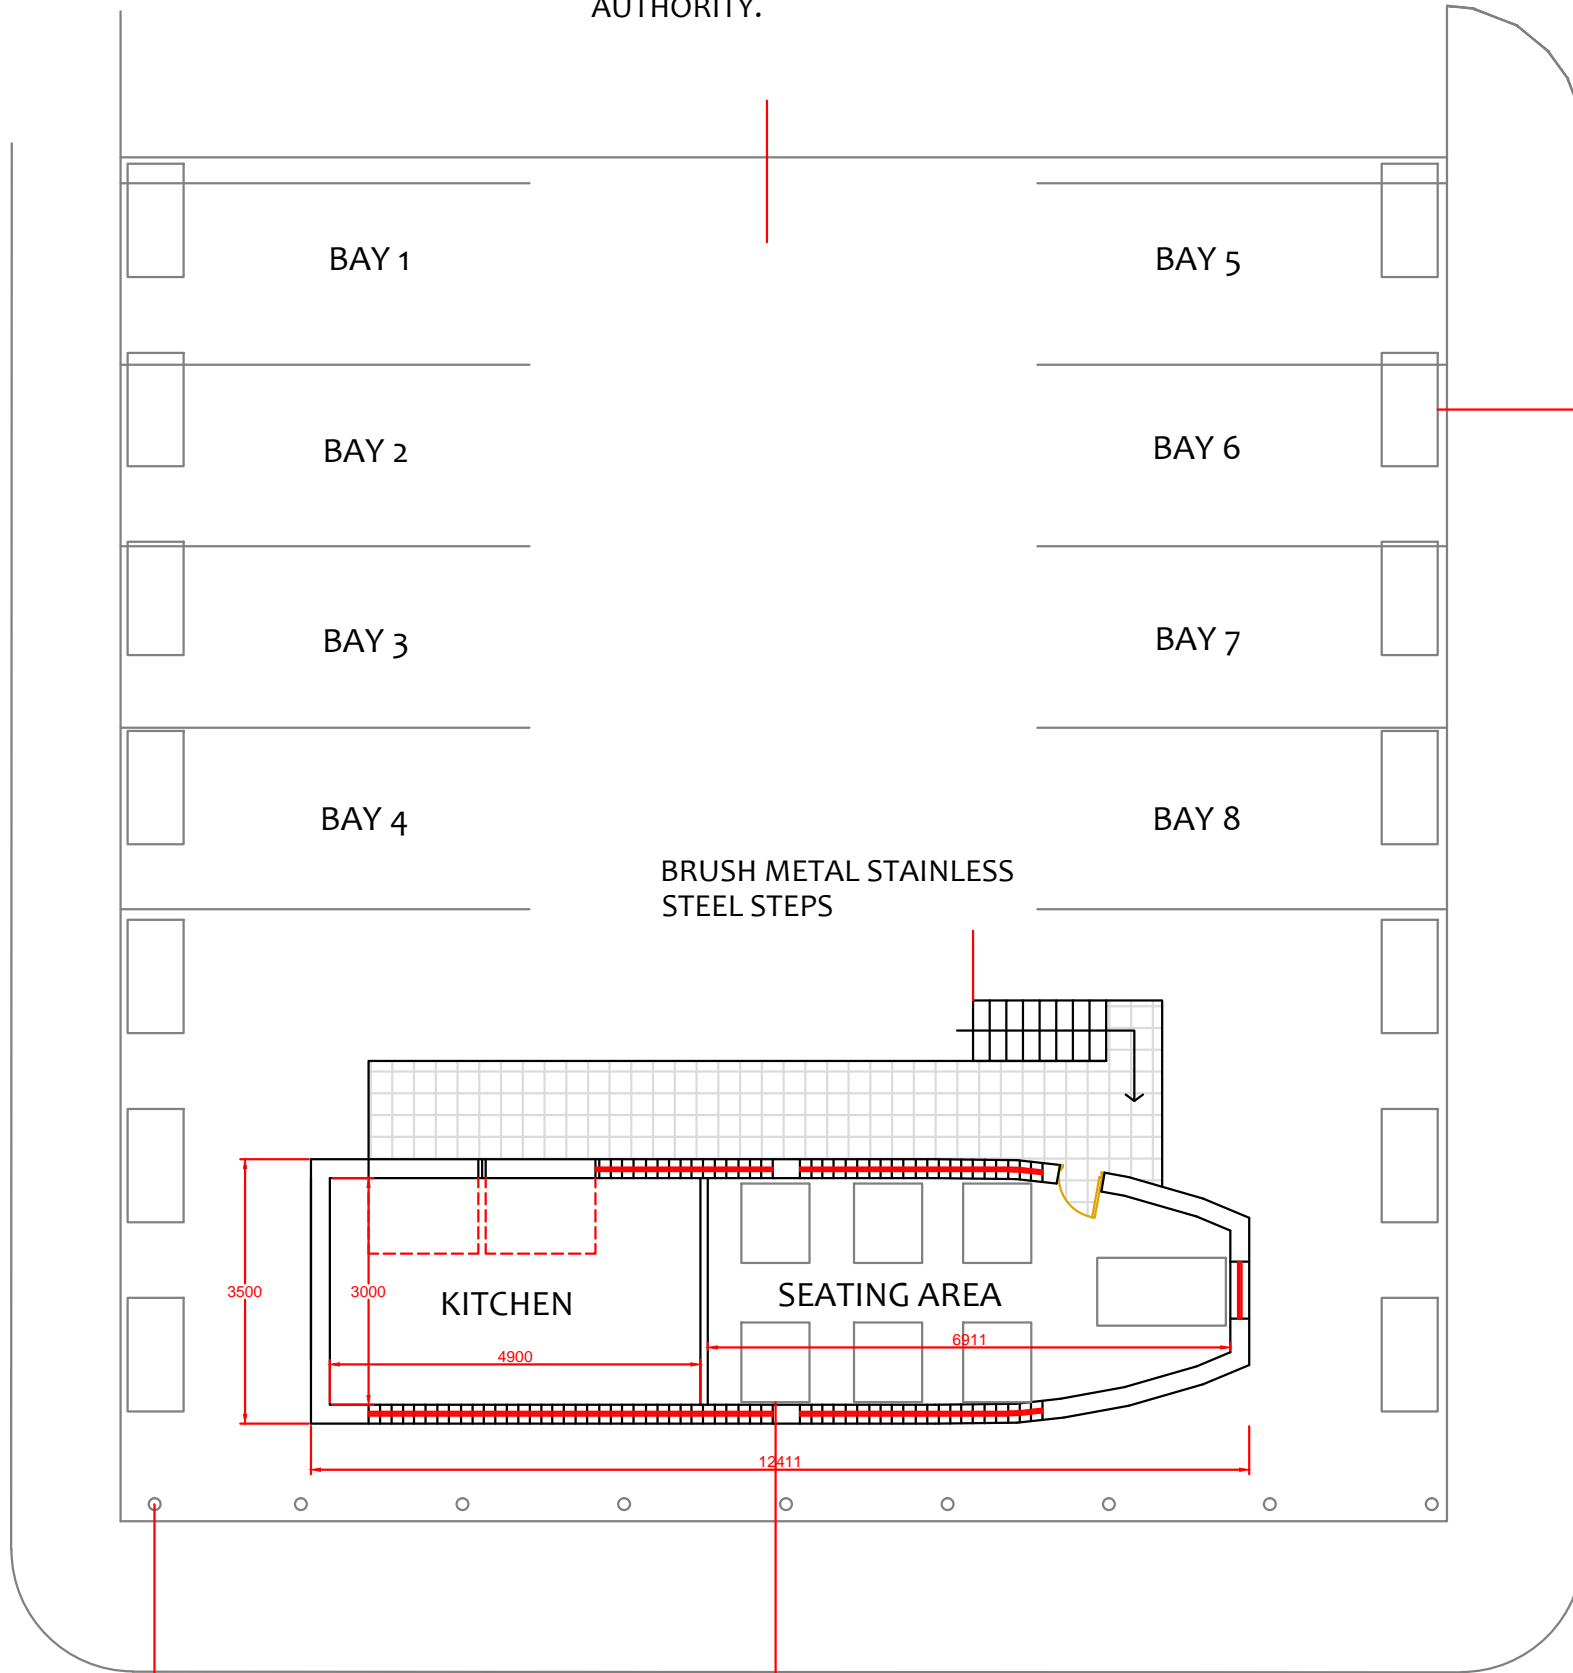 AUTHORITY.
BAY 1
BAY 5
BAY 2
BAY 6
BAY 3
BAY 7
BAY 4
BAY 8
BRUSH METAL STAINLESS
STEEL STEPS
3500
3000
KITCHEN
SEATING AREA
4900
6911
12411